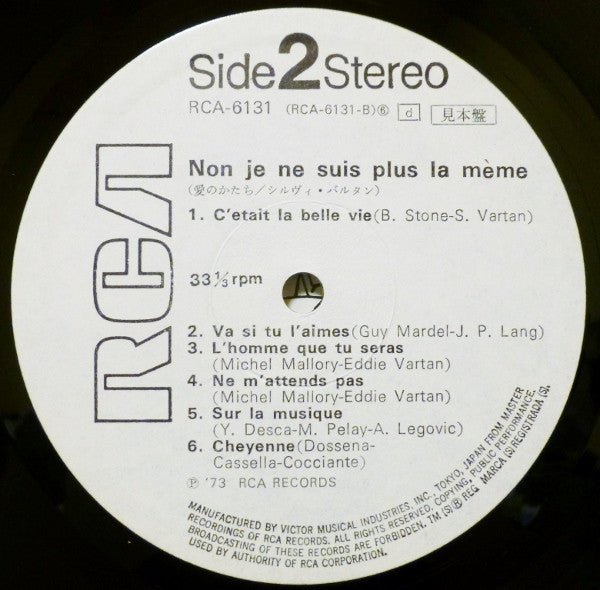 Side 2 Stereo
RCA-6131 (RCA-6131-B)⑥ d 見本盤
RCA
Non je ne suis plus la mème
(愛のかたち/シルヴィ・バルタン)
1. C'etait la belle vie(B. Stone-S. Vartan)
33⅓ rpm
2. Va si tu l'aimes(Guy Mardel-J. P. Lang)
3. L'homme que tu seras
(Michel Mallory-Eddie Vartan)
4. Ne m'attends pas
(Michel Mallory-Eddie Vartan)
5. Sur la musique
(Y. Desca-M. Pelay-A. Legovic)
6. Cheyenne(Dossena-
Cassella-Cocciante)
Ⓟ '73 RCA RECORDS
MANUFACTURED BY VICTOR MUSICAL INDUSTRIES, INC. TOKYO, JAPAN FROM MASTER
RECORDINGS OF RCA RECORDS. ALL RIGHTS RESERVED, COPYING, PUBLIC PERFORMANCE,
BROADCASTING OF THESE RECORDS ARE FORBIDDEN. TM (S) Ⓡ REG MARCA (S) REGISTRADA (S).
USED BY AUTHORITY OF RCA CORPORATION.